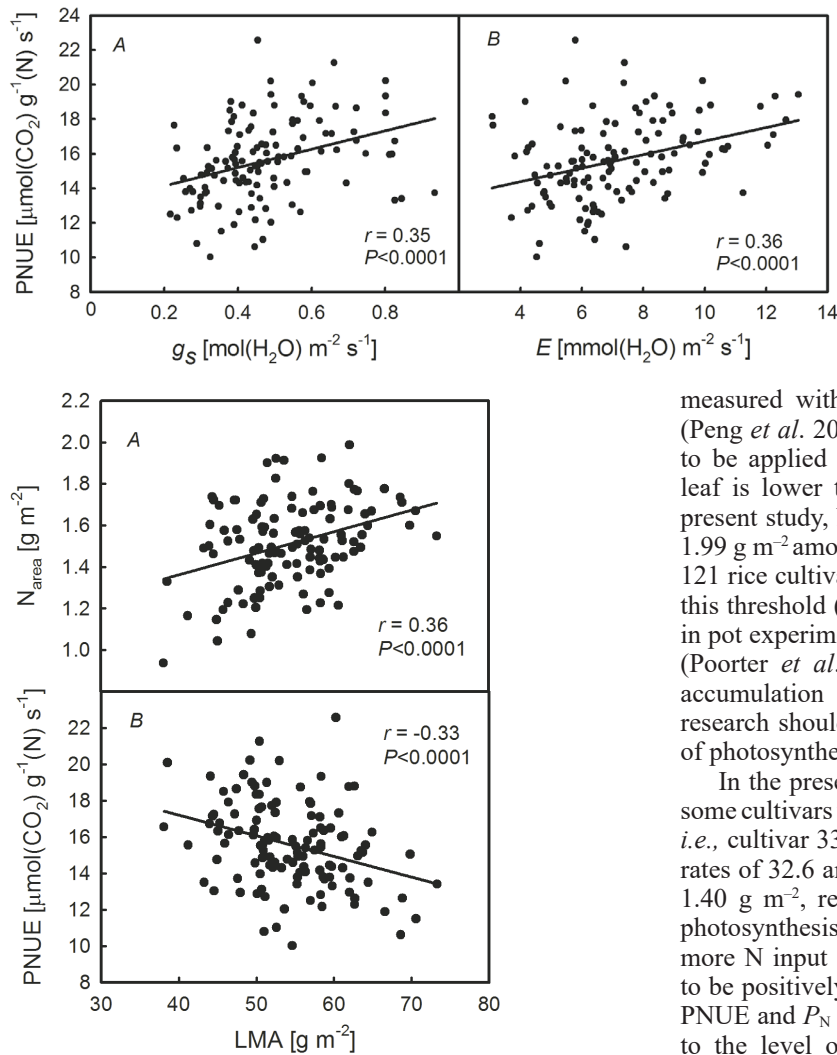 A
B
PNUE [μmol(CO2) g–1(N) s–1]
24
22
20
18
16
14
12
10
8
r = 0.35
P<0.0001
r = 0.36
P<0.0001
0 0.2 0.4 0.6 0.8
4 6 8 10 12 14
gS [mol(H2O) m-2 s-1]
E [mmol(H2O) m-2 s-1]
A
Narea [g m-2]
2.2
2.0
1.8
1.6
1.4
1.2
1.0
r = 0.36
P<0.0001
B
PNUE [μmol(CO2) g-1(N) s-1]
22
20
18
16
14
12
10
8
r = -0.33
P<0.0001
30 40 50 60 70 80
LMA [g m-2]
measured with
(Peng et al. 20
to be applied
leaf is lower t
present study,
1.99 g m–2 amo
121 rice cultiva
this threshold (
in pot experim
(Poorter et al.
accumulation
research shoul
of photosynthe
In the prese
some cultivars
i.e., cultivar 33
rates of 32.6 a
1.40 g m–2, re
photosynthesis
more N input
to be positively
PNUE and PN
to the level o